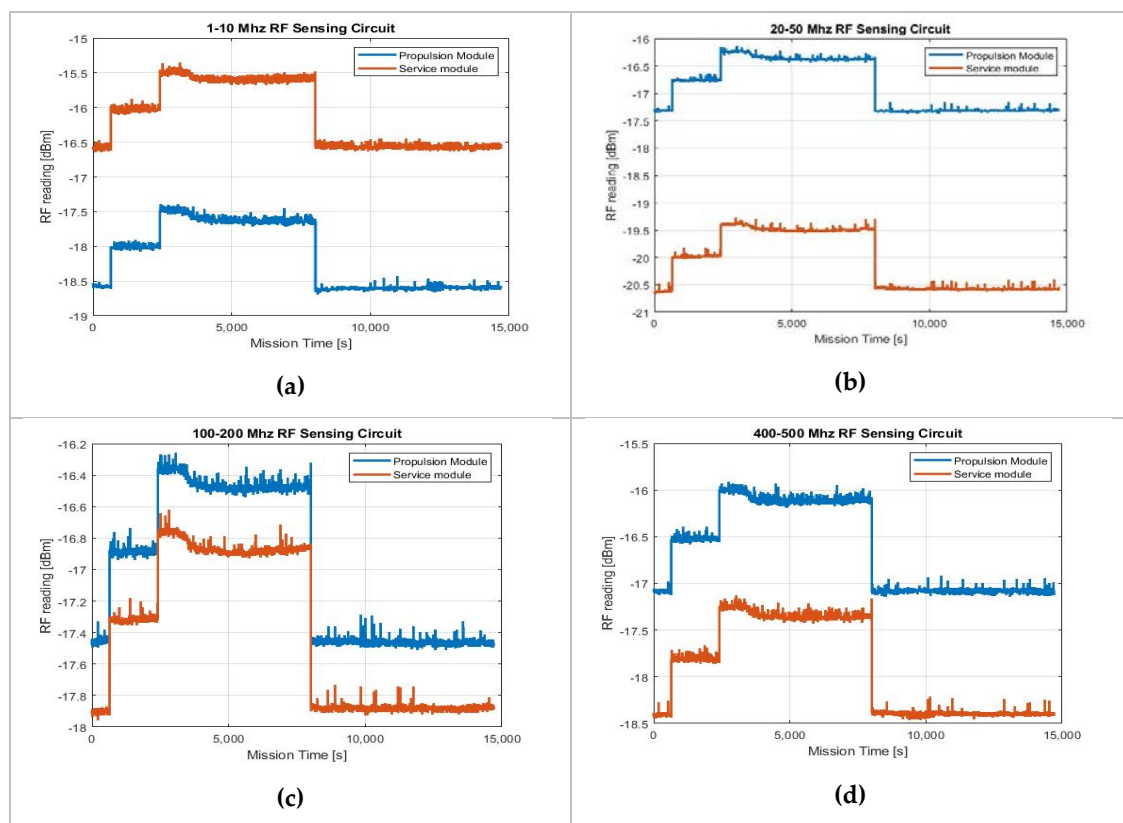 1-10 Mhz RF Sensing Circuit
-15
-15.5
-16
-16.5
-17
-17.5
-18
-18.5
-19
RF reading [dBm]
Propulsion Module
Service module
0
5,000
10,000
15,000
Mission Time [s]
(a)
20-50 Mhz RF Sensing Circuit
-16
-16.5
-17
-17.5
-18
-18.5
-19
-19.5
-20
-20.5
-21
RF reading [dBm]
Propulsion Module
Service module
0
5,000
10,000
15,000
Mission Time [s]
(b)
100-200 Mhz RF Sensing Circuit
-16.2
-16.4
-16.6
-16.8
-17
-17.2
-17.4
-17.6
-17.8
-18
RF reading [dBm]
Propulsion Module
Service module
0
5,000
10,000
15,000
Mission Time [s]
(c)
400-500 Mhz RF Sensing Circuit
-15.5
-16
-16.5
-17
-17.5
-18
-18.5
RF reading [dBm]
Propulsion Module
Service module
0
5,000
10,000
15,000
Mission Time [s]
(d)